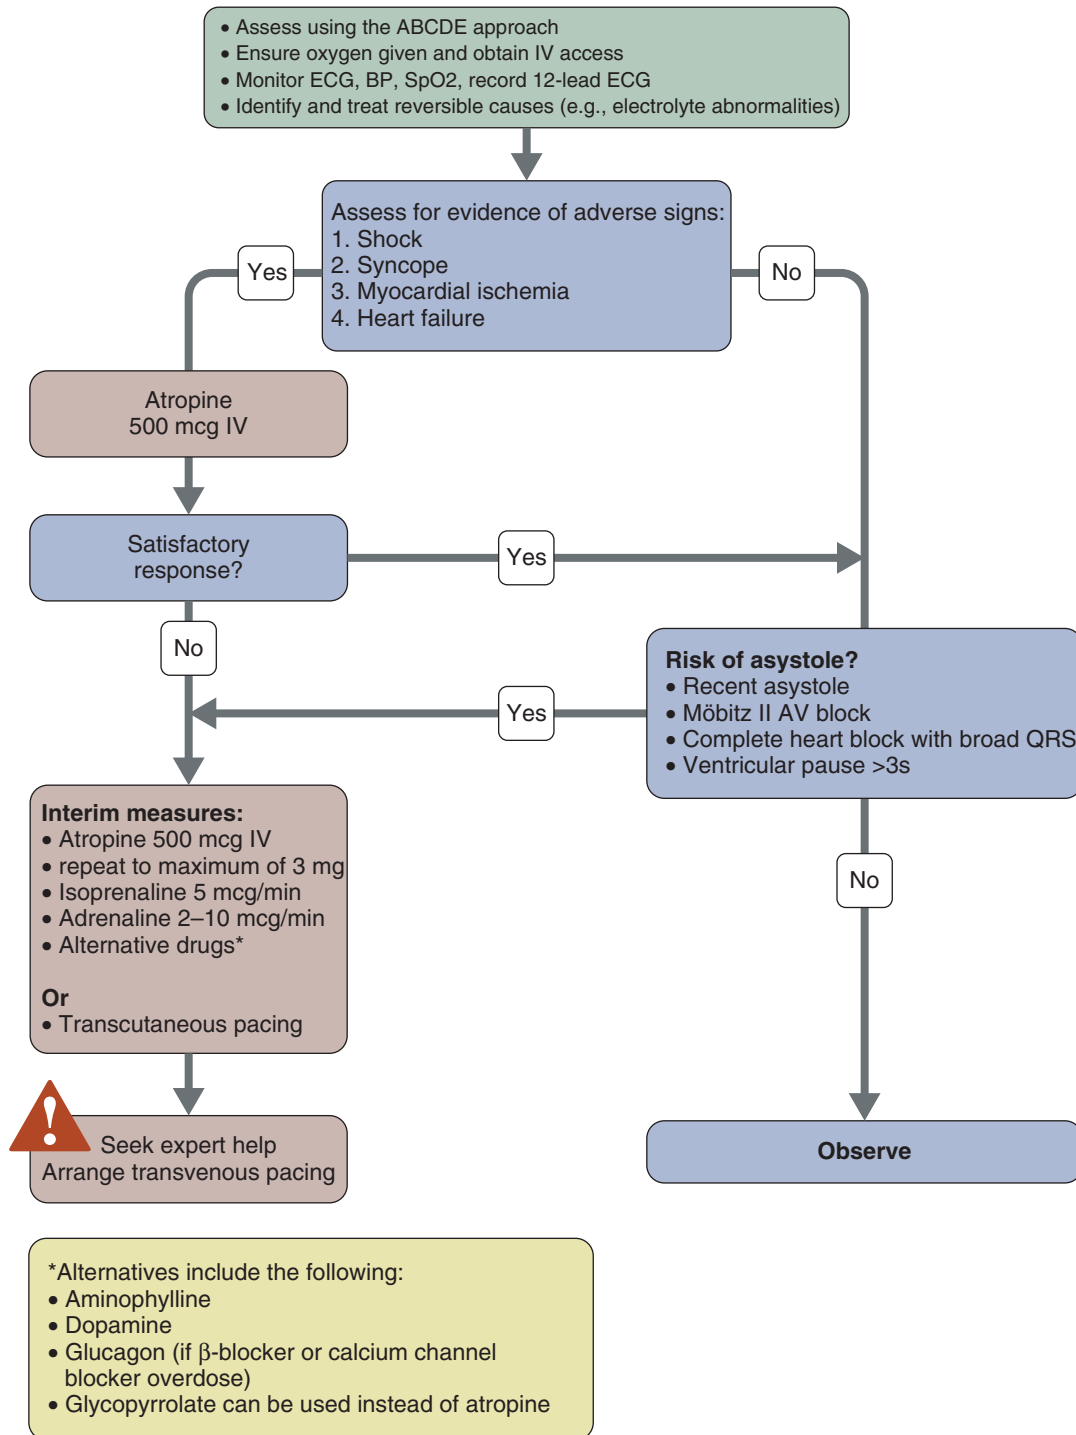 • Assess using the ABCDE approach
• Ensure oxygen given and obtain IV access
• Monitor ECG, BP, SpO2, record 12-lead ECG
• Identify and treat reversible causes (e.g., electrolyte abnormalities)
Assess for evidence of adverse signs:
1. Shock
2. Syncope
3. Myocardial ischemia
4. Heart failure
Yes
No
Atropine
500 mcg IV
Satisfactory
response?
Yes
No
Risk of asystole?
• Recent asystole
• Möbitz II AV block
• Complete heart block with broad QRS
• Ventricular pause >3s
Yes
No
Interim measures:
• Atropine 500 mcg IV
• repeat to maximum of 3 mg
• Isoprenaline 5 mcg/min
• Adrenaline 2–10 mcg/min
• Alternative drugs*
Or
• Transcutaneous pacing
!
Seek expert help
Arrange transvenous pacing
Observe
*Alternatives include the following:
• Aminophylline
• Dopamine
• Glucagon (if β-blocker or calcium channel
blocker overdose)
• Glycopyrrolate can be used instead of atropine